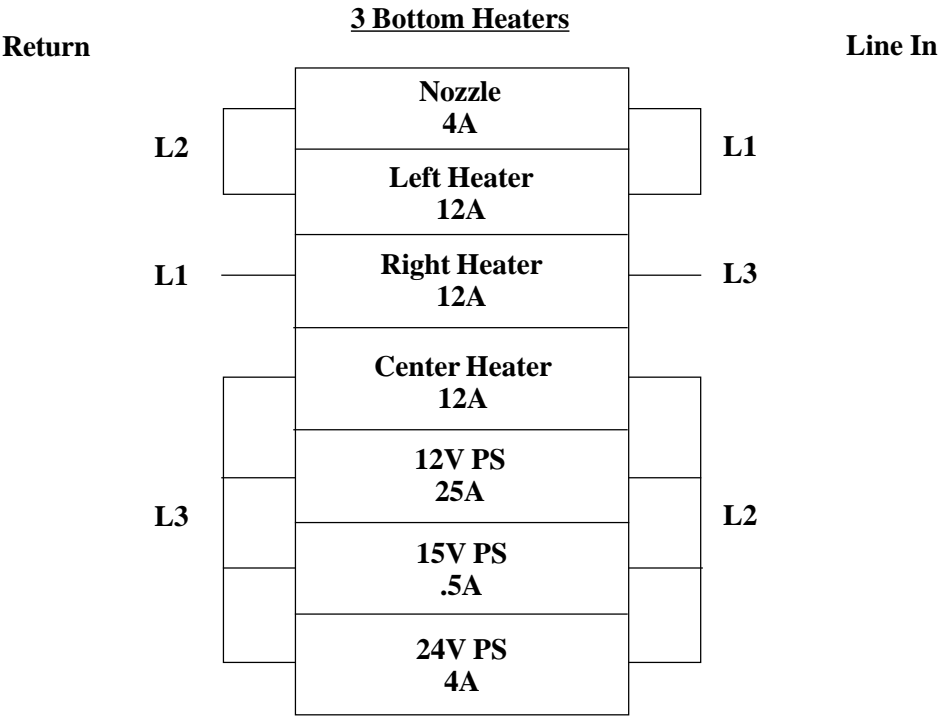 3 Bottom Heaters
Return
Line In
Nozzle
4A
L2
L1
Left Heater
12A
Right Heater
12A
L1
L3
Center Heater
12A
12V PS
25A
L3
L2
15V PS
.5A
24V PS
4A